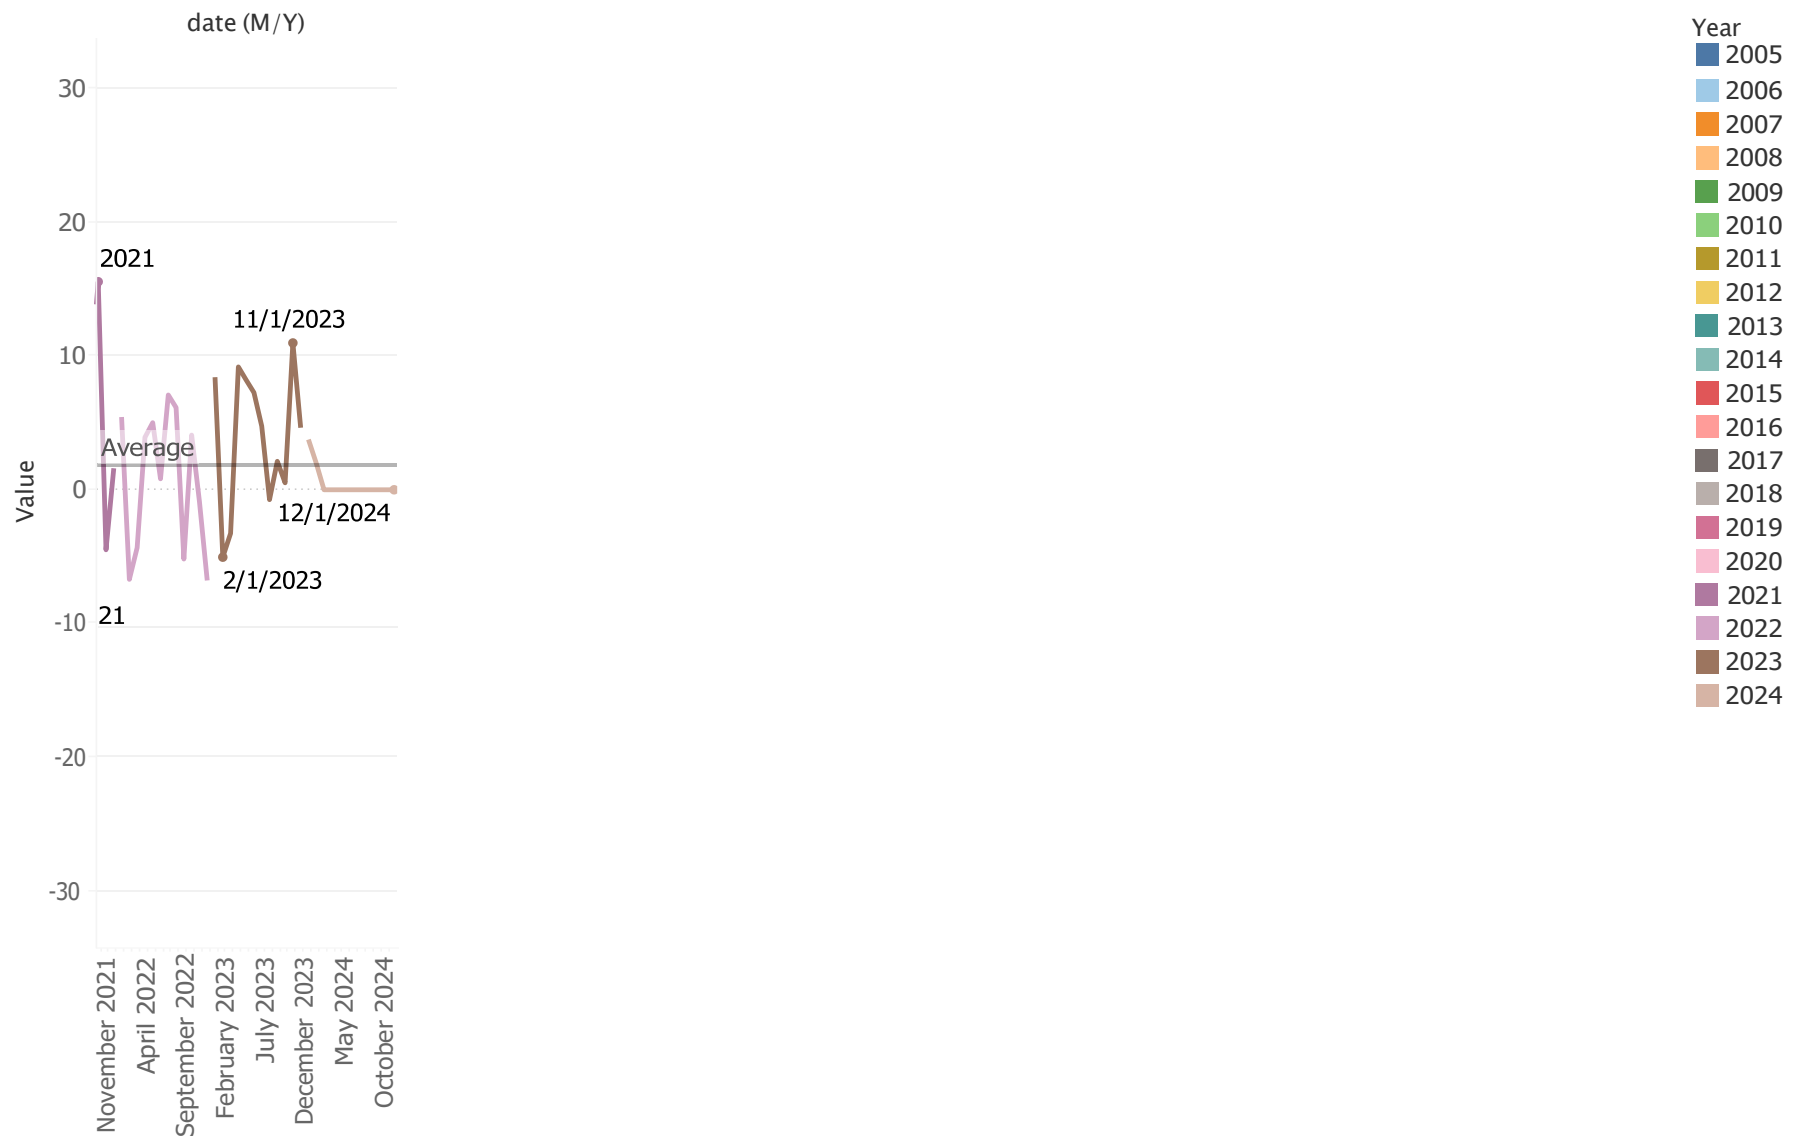 date (M/Y)
Value
30
20
10
0
-10
-20
-30
2021
11/1/2023
Average
12/1/2024
2/1/2023
21
November 2021
April 2022
September 2022
February 2023
July 2023
December 2023
May 2024
October 2024
Year
2005
2006
2007
2008
2009
2010
2011
2012
2013
2014
2015
2016
2017
2018
2019
2020
2021
2022
2023
2024